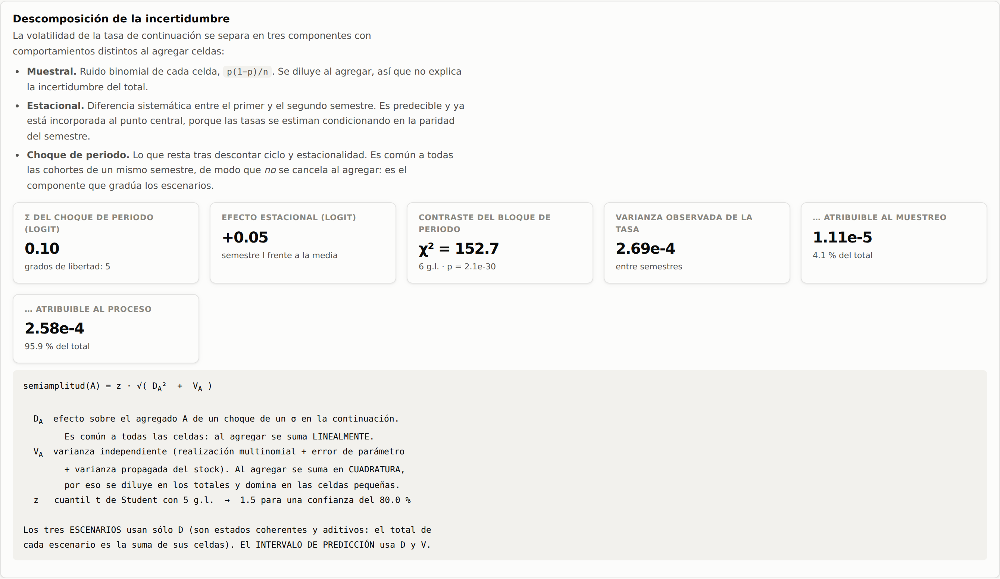 Descomposición de la incertidumbre
La volatilidad de la tasa de continuación se separa en tres componentes con
comportamientos distintos al agregar celdas:
• Muestral. Ruido binomial de cada celda, p(1−p)/n. Se diluye al agregar, así que no explica
la incertidumbre del total.
• Estacional. Diferencia sistemática entre el primer y el segundo semestre. Es predecible y ya
está incorporada al punto central, porque las tasas se estiman condicionando en la paridad
del semestre.
• Choque de periodo. Lo que resta tras descontar ciclo y estacionalidad. Es común a todas
las cohortes de un mismo semestre, de modo que no se cancela al agregar: es el
componente que gradúa los escenarios.
Σ DEL CHOQUE DE PERIODO
(LOGIT)
0.10
grados de libertad: 5
EFECTO ESTACIONAL (LOGIT)
+0.05
semestre I frente a la media
CONTRASTE DEL BLOQUE DE
PERIODO
χ² = 152.7
6 g.l. · p = 2.1e-30
VARIANZA OBSERVADA DE LA
TASA
2.69e-4
entre semestres
… ATRIBUIBLE AL MUESTREO
1.11e-5
4.1 % del total
… ATRIBUIBLE AL PROCESO
2.58e-4
95.9 % del total
semiamplitud(A) = z · √( D_A² + V_A )
D_A efecto sobre el agregado A de un choque de un σ en la continuación.
Es común a todas las celdas: al agregar se suma LINEALMENTE.
V_A varianza independiente (realización multinomial + error de parámetro
+ varianza propagada del stock). Al agregar se suma en CUADRATURA,
por eso se diluye en los totales y domina en las celdas pequeñas.
z cuantil t de Student con 5 g.l. → 1.5 para una confianza del 80.0 %
Los tres ESCENARIOS usan sólo D (son estados coherentes y aditivos: el total de
cada escenario es la suma de sus celdas). El INTERVALO DE PREDICCIÓN usa D y V.